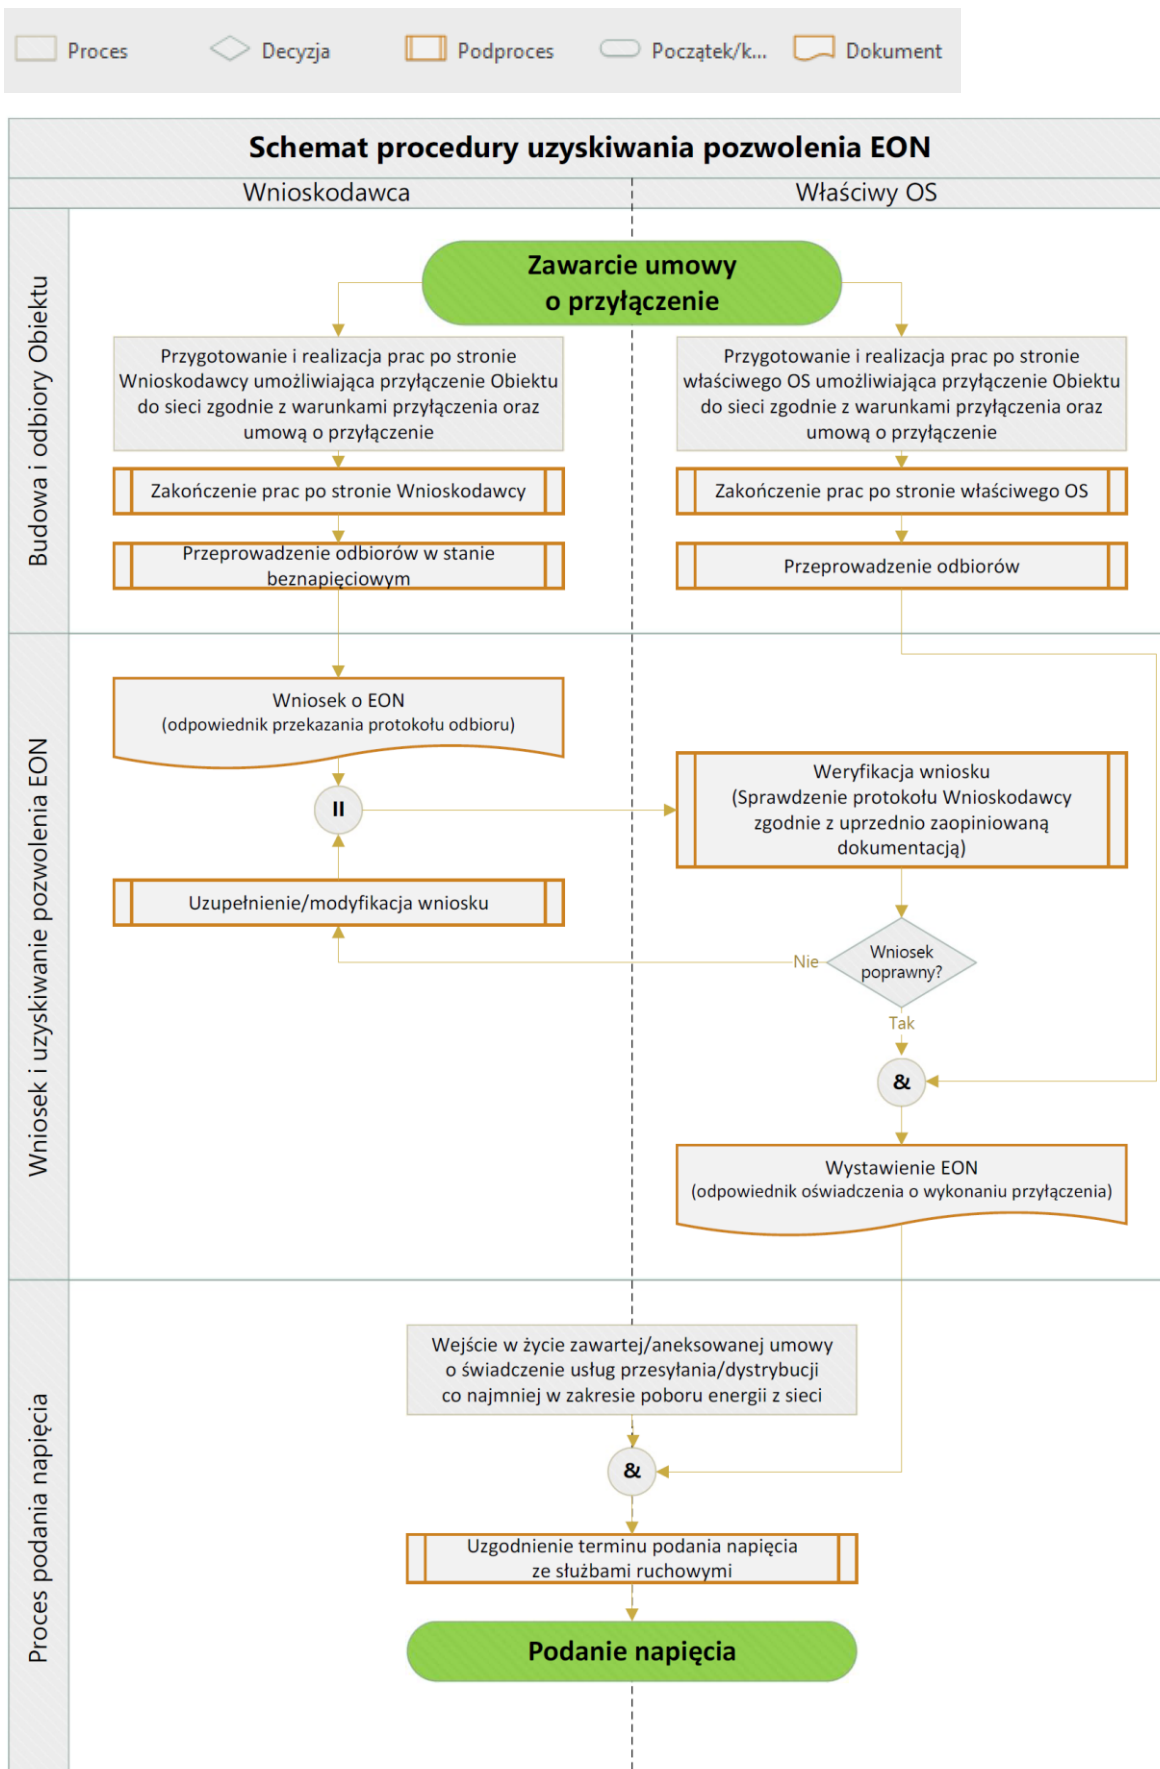 Proces
Decyzja
Podproces
Początek/k...
Dokument
Schemat procedury uzyskiwania pozwolenia EON
Wnioskodawca
Właściwy OS
Budowa i odbiory Obiektu
Zawarcie umowy
o przyłączenie
Przygotowanie i realizacja prac po stronie
Wnioskodawcy umożliwiająca przyłączenie Obiektu
do sieci zgodnie z warunkami przyłączenia oraz
umową o przyłączenie
Przygotowanie i realizacja prac po stronie
właściwego OS umożliwiająca przyłączenie Obiektu
do sieci zgodnie z warunkami przyłączenia oraz
umową o przyłączenie
Zakończenie prac po stronie Wnioskodawcy
Zakończenie prac po stronie właściwego OS
Przeprowadzenie odbiorów w stanie
beznapięciowym
Przeprowadzenie odbiorów
Wniosek i uzyskiwanie pozwolenia EON
Wniosek o EON
(odpowiednik przekazania protokołu odbioru)
II
Weryfikacja wniosku
(Sprawdzenie protokołu Wnioskodawcy
zgodnie z uprzednio zaopiniowaną
dokumentacją)
Uzupełnienie/modyfikacja wniosku
Nie
Wniosek
poprawny?
Tak
&
Wystawienie EON
(odpowiednik oświadczenia o wykonaniu przyłączenia)
Proces podania napięcia
Wejście w życie zawartej/aneksowanej umowy
o świadczenie usług przesyłania/dystrybucji
co najmniej w zakresie poboru energii z sieci
&
Uzgodnienie terminu podania napięcia
ze służbami ruchowymi
Podanie napięcia